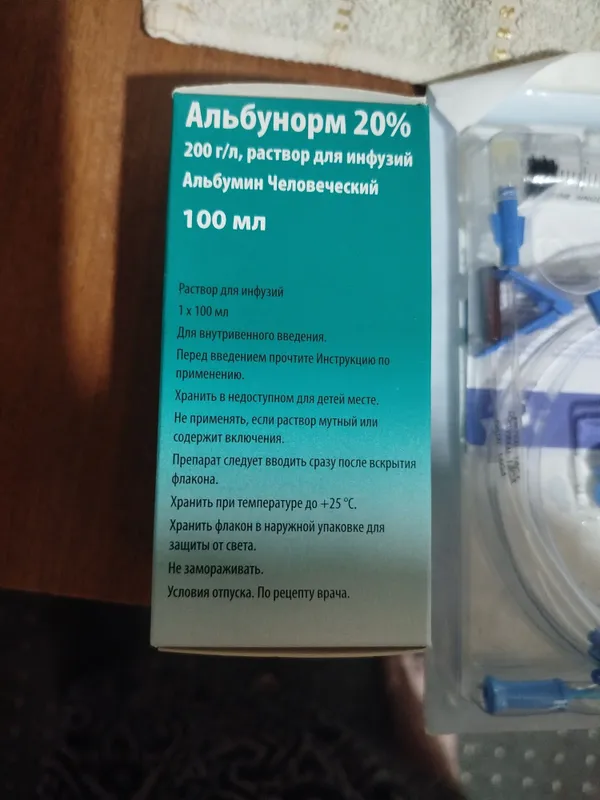 Альбунорм 20%
200 г/л, раствор для инфузий
Альбумин Человеческий
100 мл
Раствор для инфузий
1 x 100 мл
Для внутривенного введения.
Перед введением прочтите Инструкцию по
применению.
Хранить в недоступном для детей месте.
Не применять, если раствор мутный или
содержит включения.
Препарат следует вводить сразу после вскрытия
флакона.
Хранить при температуре до +25 °C.
Хранить флакон в наружной упаковке для
защиты от света.
Не замораживать.
Условия отпуска. По рецепту врача.